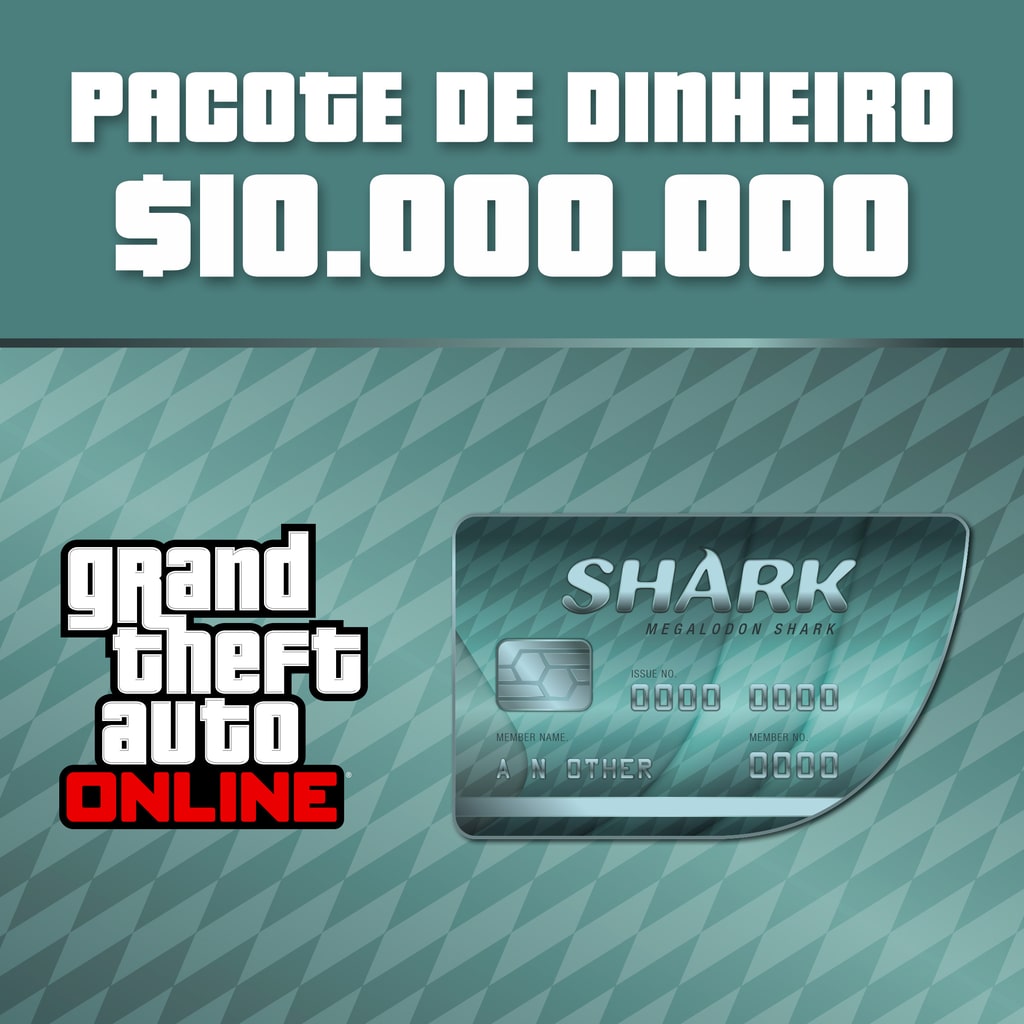 PACOTE DE DINHEIRO
$10.000.000
grand
theft
auto
ONLINE®
SHARK
MEGALODON SHARK
ISSUE NO.
0000 0000
MEMBER NAME.
MEMBER NO.
A N OTHER
0000